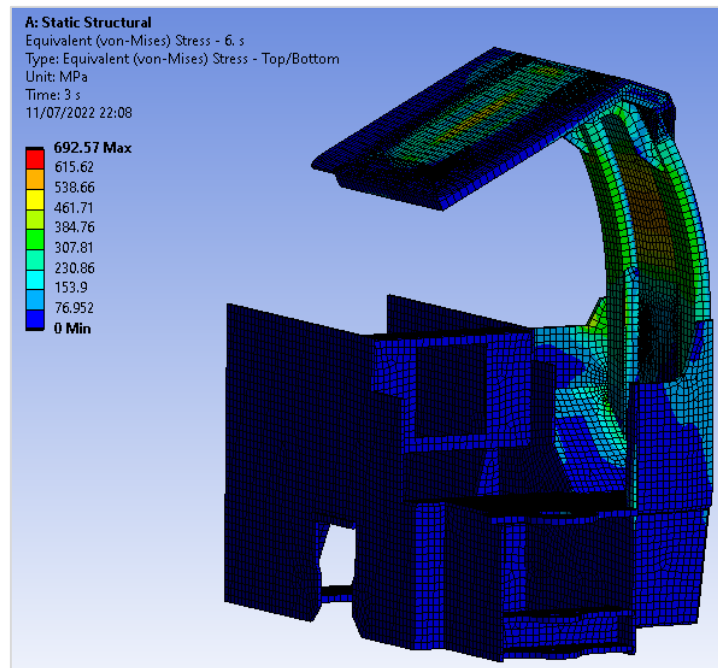 A: Static Structural
Equivalent (von-Mises) Stress - 6. s
Type: Equivalent (von-Mises) Stress - Top/Bottom
Unit: MPa
Time: 3 s
11/07/2022 22:08
692.57 Max
615.62
538.66
461.71
384.76
307.81
230.86
153.9
76.952
0 Min